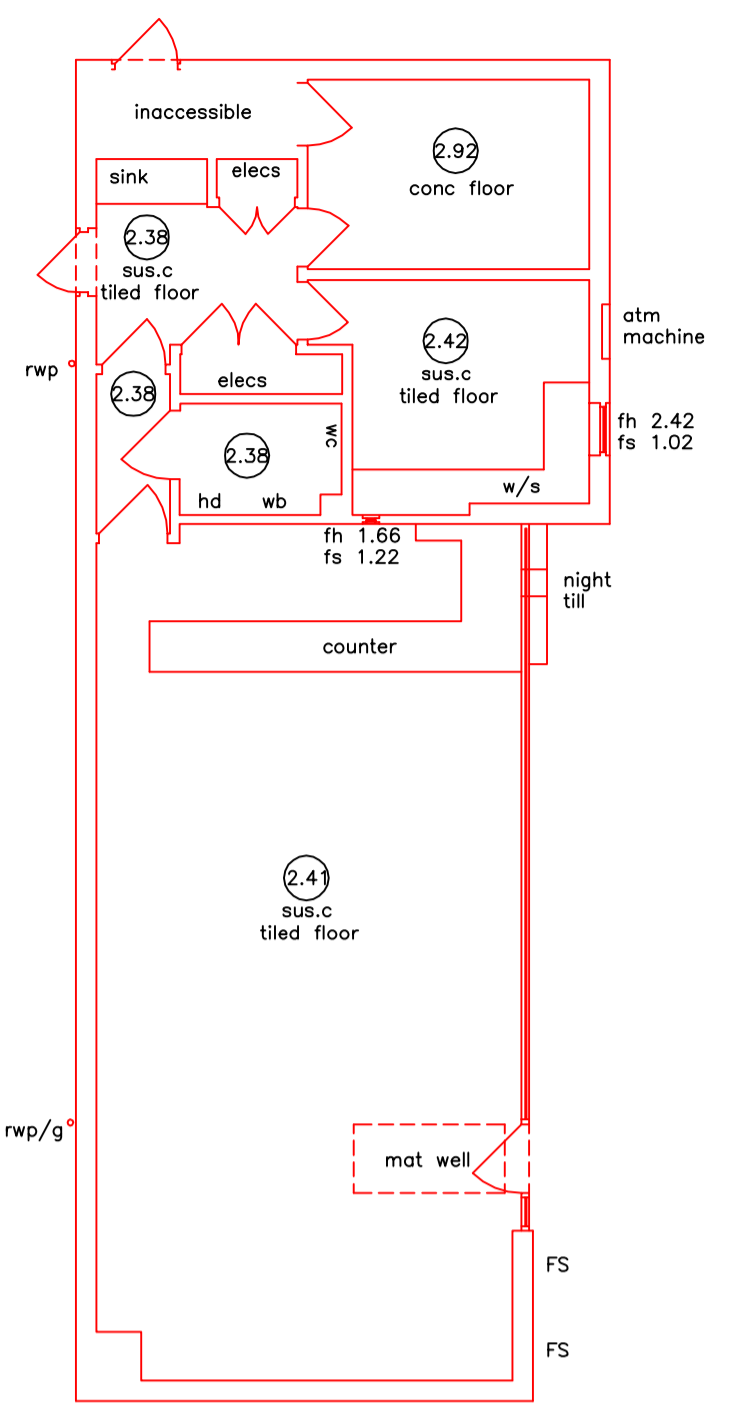 inaccessible
sink
elecs
2.92
conc floor
2.38
sus.c
tiled floor
atm
machine
2.42
sus.c
tiled floor
rwp
2.38
elecs
fh 2.42
fs 1.02
wc
2.38
hd wb
w/s
fh 1.66
fs 1.22
night
till
counter
2.41
sus.c
tiled floor
rwp/g
mat well
FS
FS